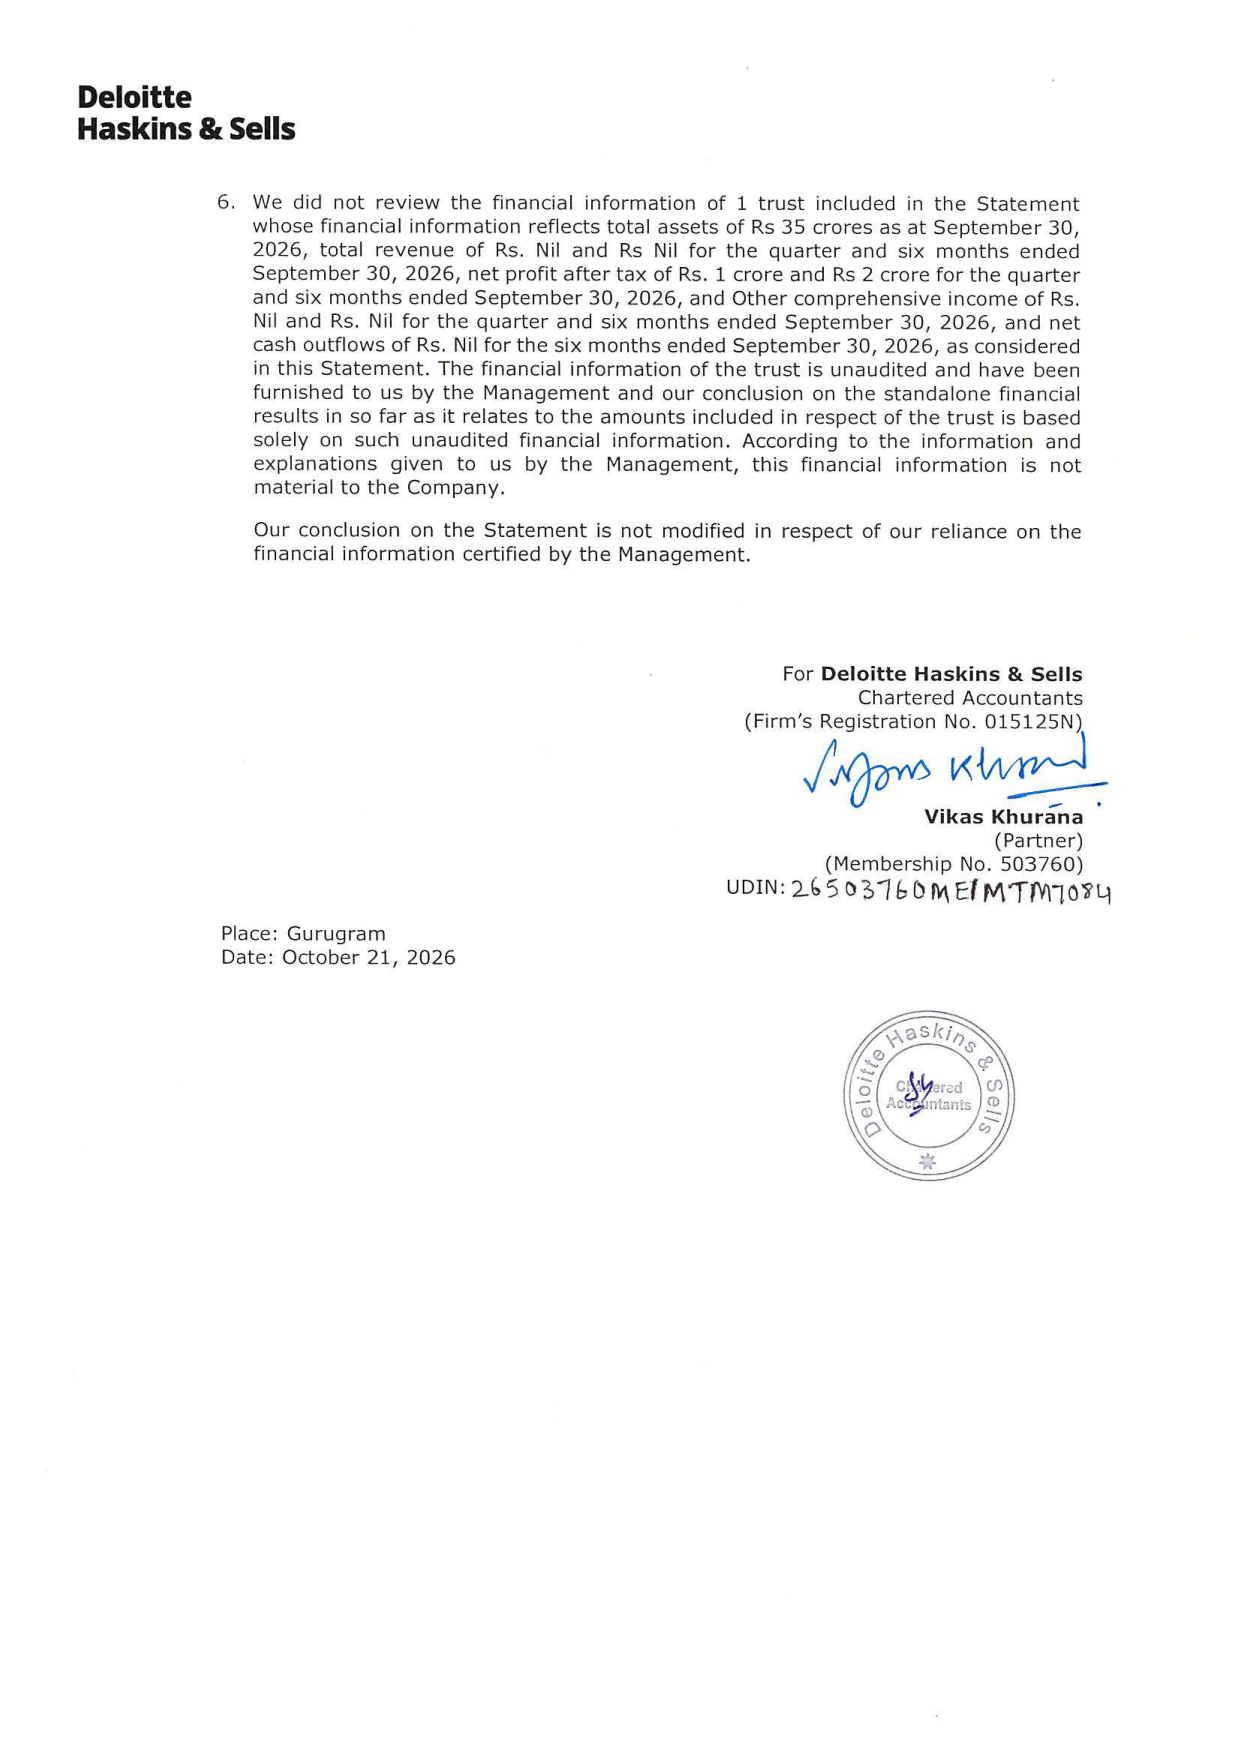 Deloitte
Haskins & Sells
6. We did not review the financial information of 1 trust included in the Statement
whose financial information reflects total assets of Rs 35 crores as at September 30,
2026, total revenue of Rs. Nil and Rs Nil for the quarter and six months ended
September 30, 2026, net profit after tax of Rs. 1 crore and Rs 2 crore for the quarter
and six months ended September 30, 2026, and Other comprehensive income of Rs.
Nil and Rs. Nil for the quarter and six months ended September 30, 2026, and net
cash outflows of Rs. Nil for the six months ended September 30, 2026, as considered
in this Statement. The financial information of the trust is unaudited and have been
furnished to us by the Management and our conclusion on the standalone financial
results in so far as it relates to the amounts included in respect of the trust is based
solely on such unaudited financial information. According to the information and
explanations given to us by the Management, this financial information is not
material to the Company.
Our conclusion on the Statement is not modified in respect of our reliance on the
financial information certified by the Management.
For Deloitte Haskins & Sells
Chartered Accountants
(Firm's Registration No. 015125N)
Vikas Khurana
(Partner)
(Membership No. 503760)
UDIN: 26503760MEIMTM7084
Place: Gurugram
Date: October 21, 2026
Deloitte Haskins & Sells
Chartered
Accountants